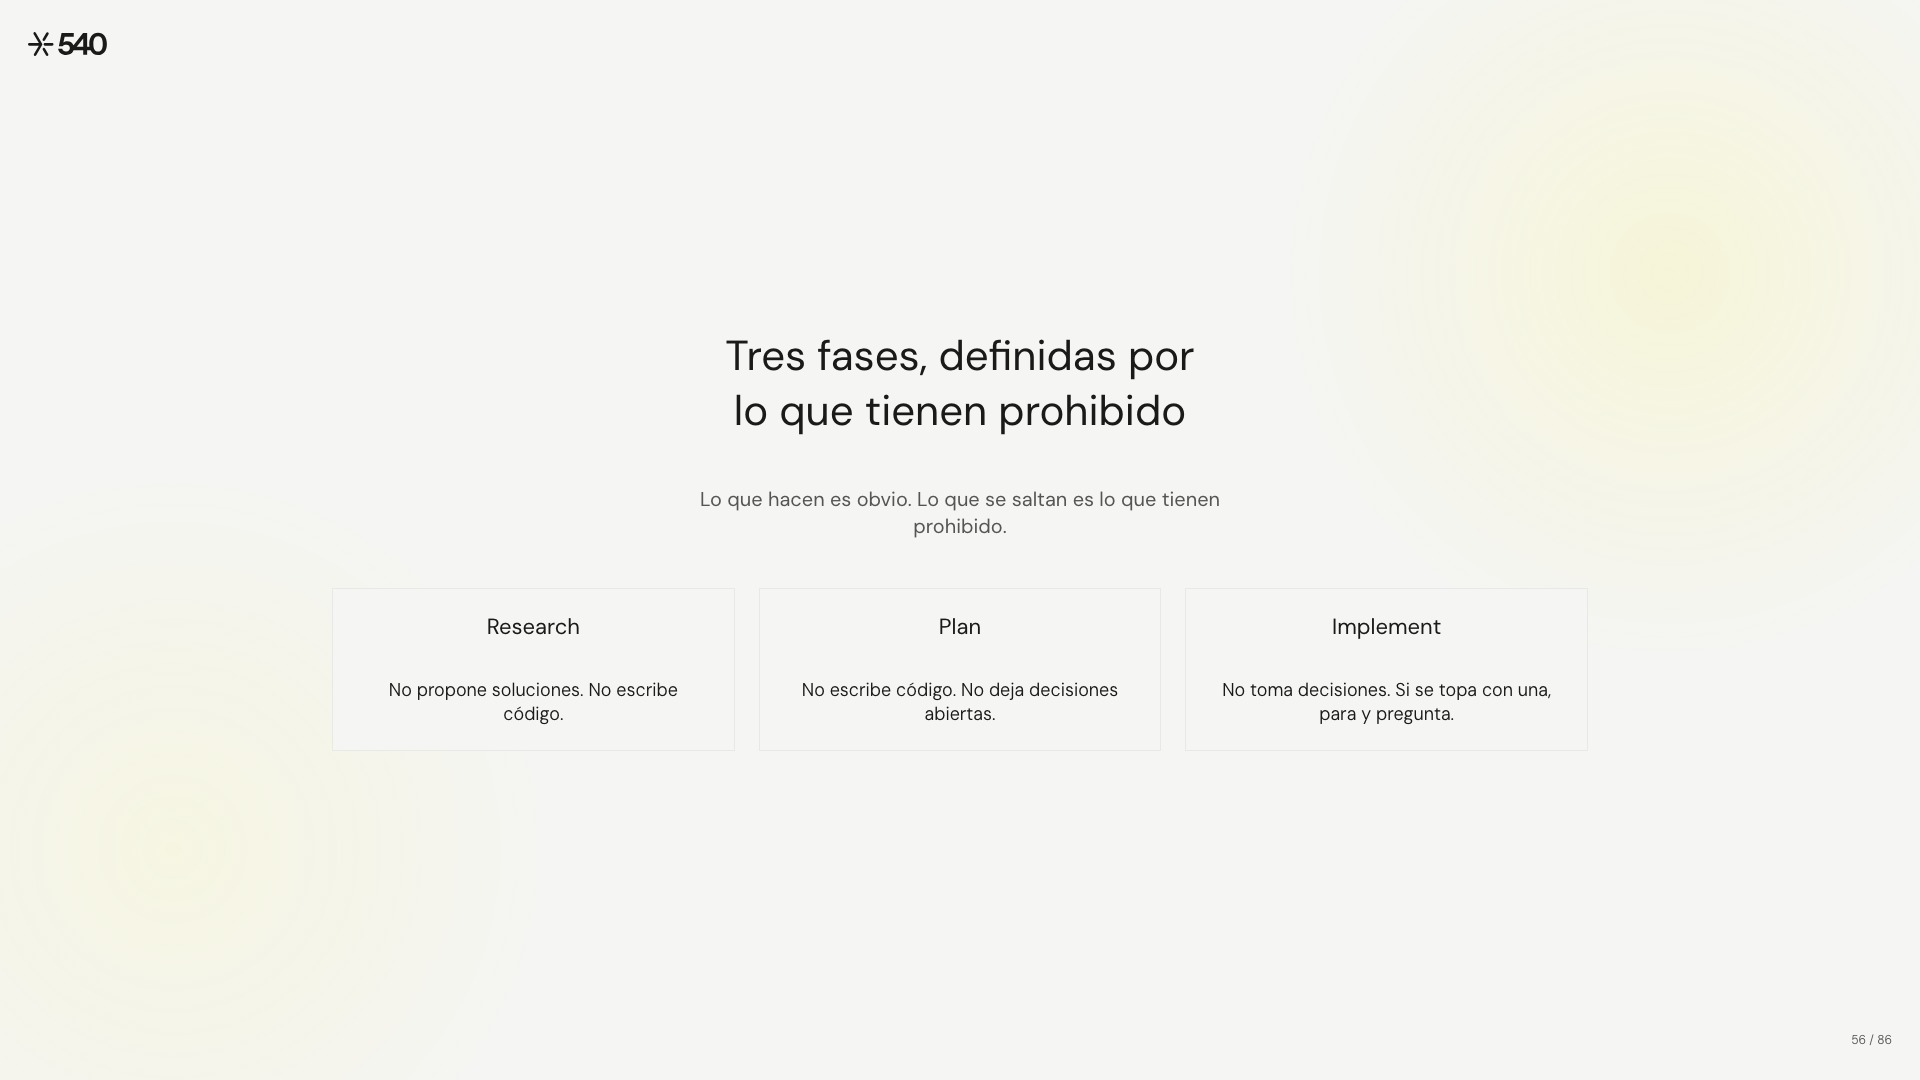 540
Tres fases, definidas por
lo que tienen prohibido
Lo que hacen es obvio. Lo que se saltan es lo que tienen
prohibido.
Research
No propone soluciones. No escribe
código.
Plan
No escribe código. No deja decisiones
abiertas.
Implement
No toma decisiones. Si se topa con una,
para y pregunta.
56 / 86